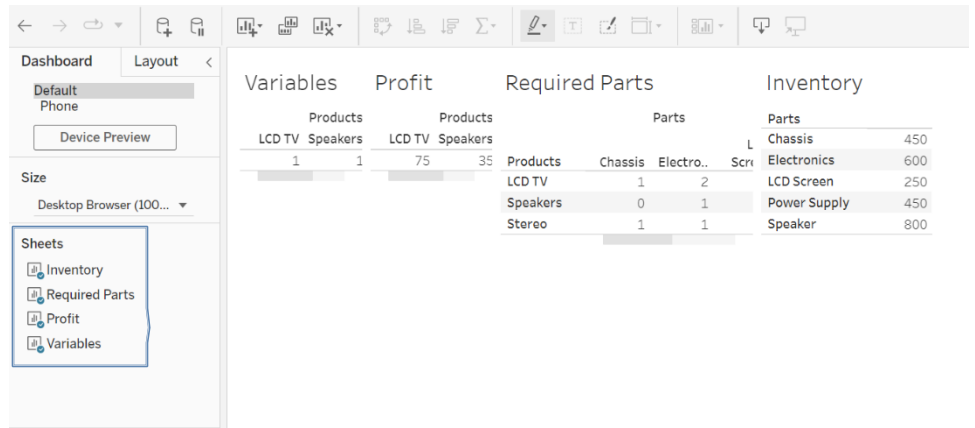 Dashboard Layout <
Default
Phone
Device Preview
Size
Desktop Browser (100...
Sheets
Inventory
Required Parts
Profit
Variables
Variables
Products
LCD TV Speakers
1 1
Profit
Products
LCD TV Speakers
75 35
Required Parts
Parts
L
Products Chassis Electro.. Scre
LCD TV 1 2
Speakers 0 1
Stereo 1 1
Inventory
Parts
Chassis 450
Electronics 600
LCD Screen 250
Power Supply 450
Speaker 800